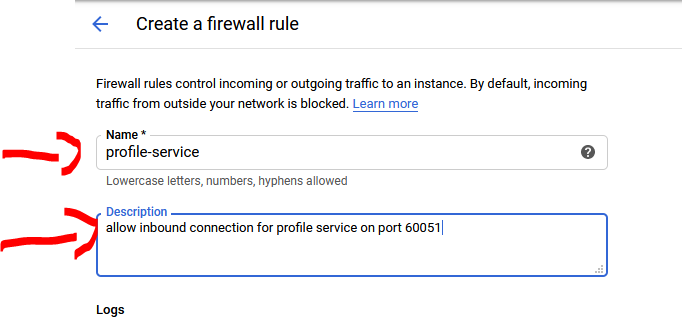 Create a firewall rule
Firewall rules control incoming or outgoing traffic to an instance. By default, incoming
traffic from outside your network is blocked. Learn more
Name *
profile-service
Lowercase letters, numbers, hyphens allowed
Description
allow inbound connection for profile service on port 60051
Logs